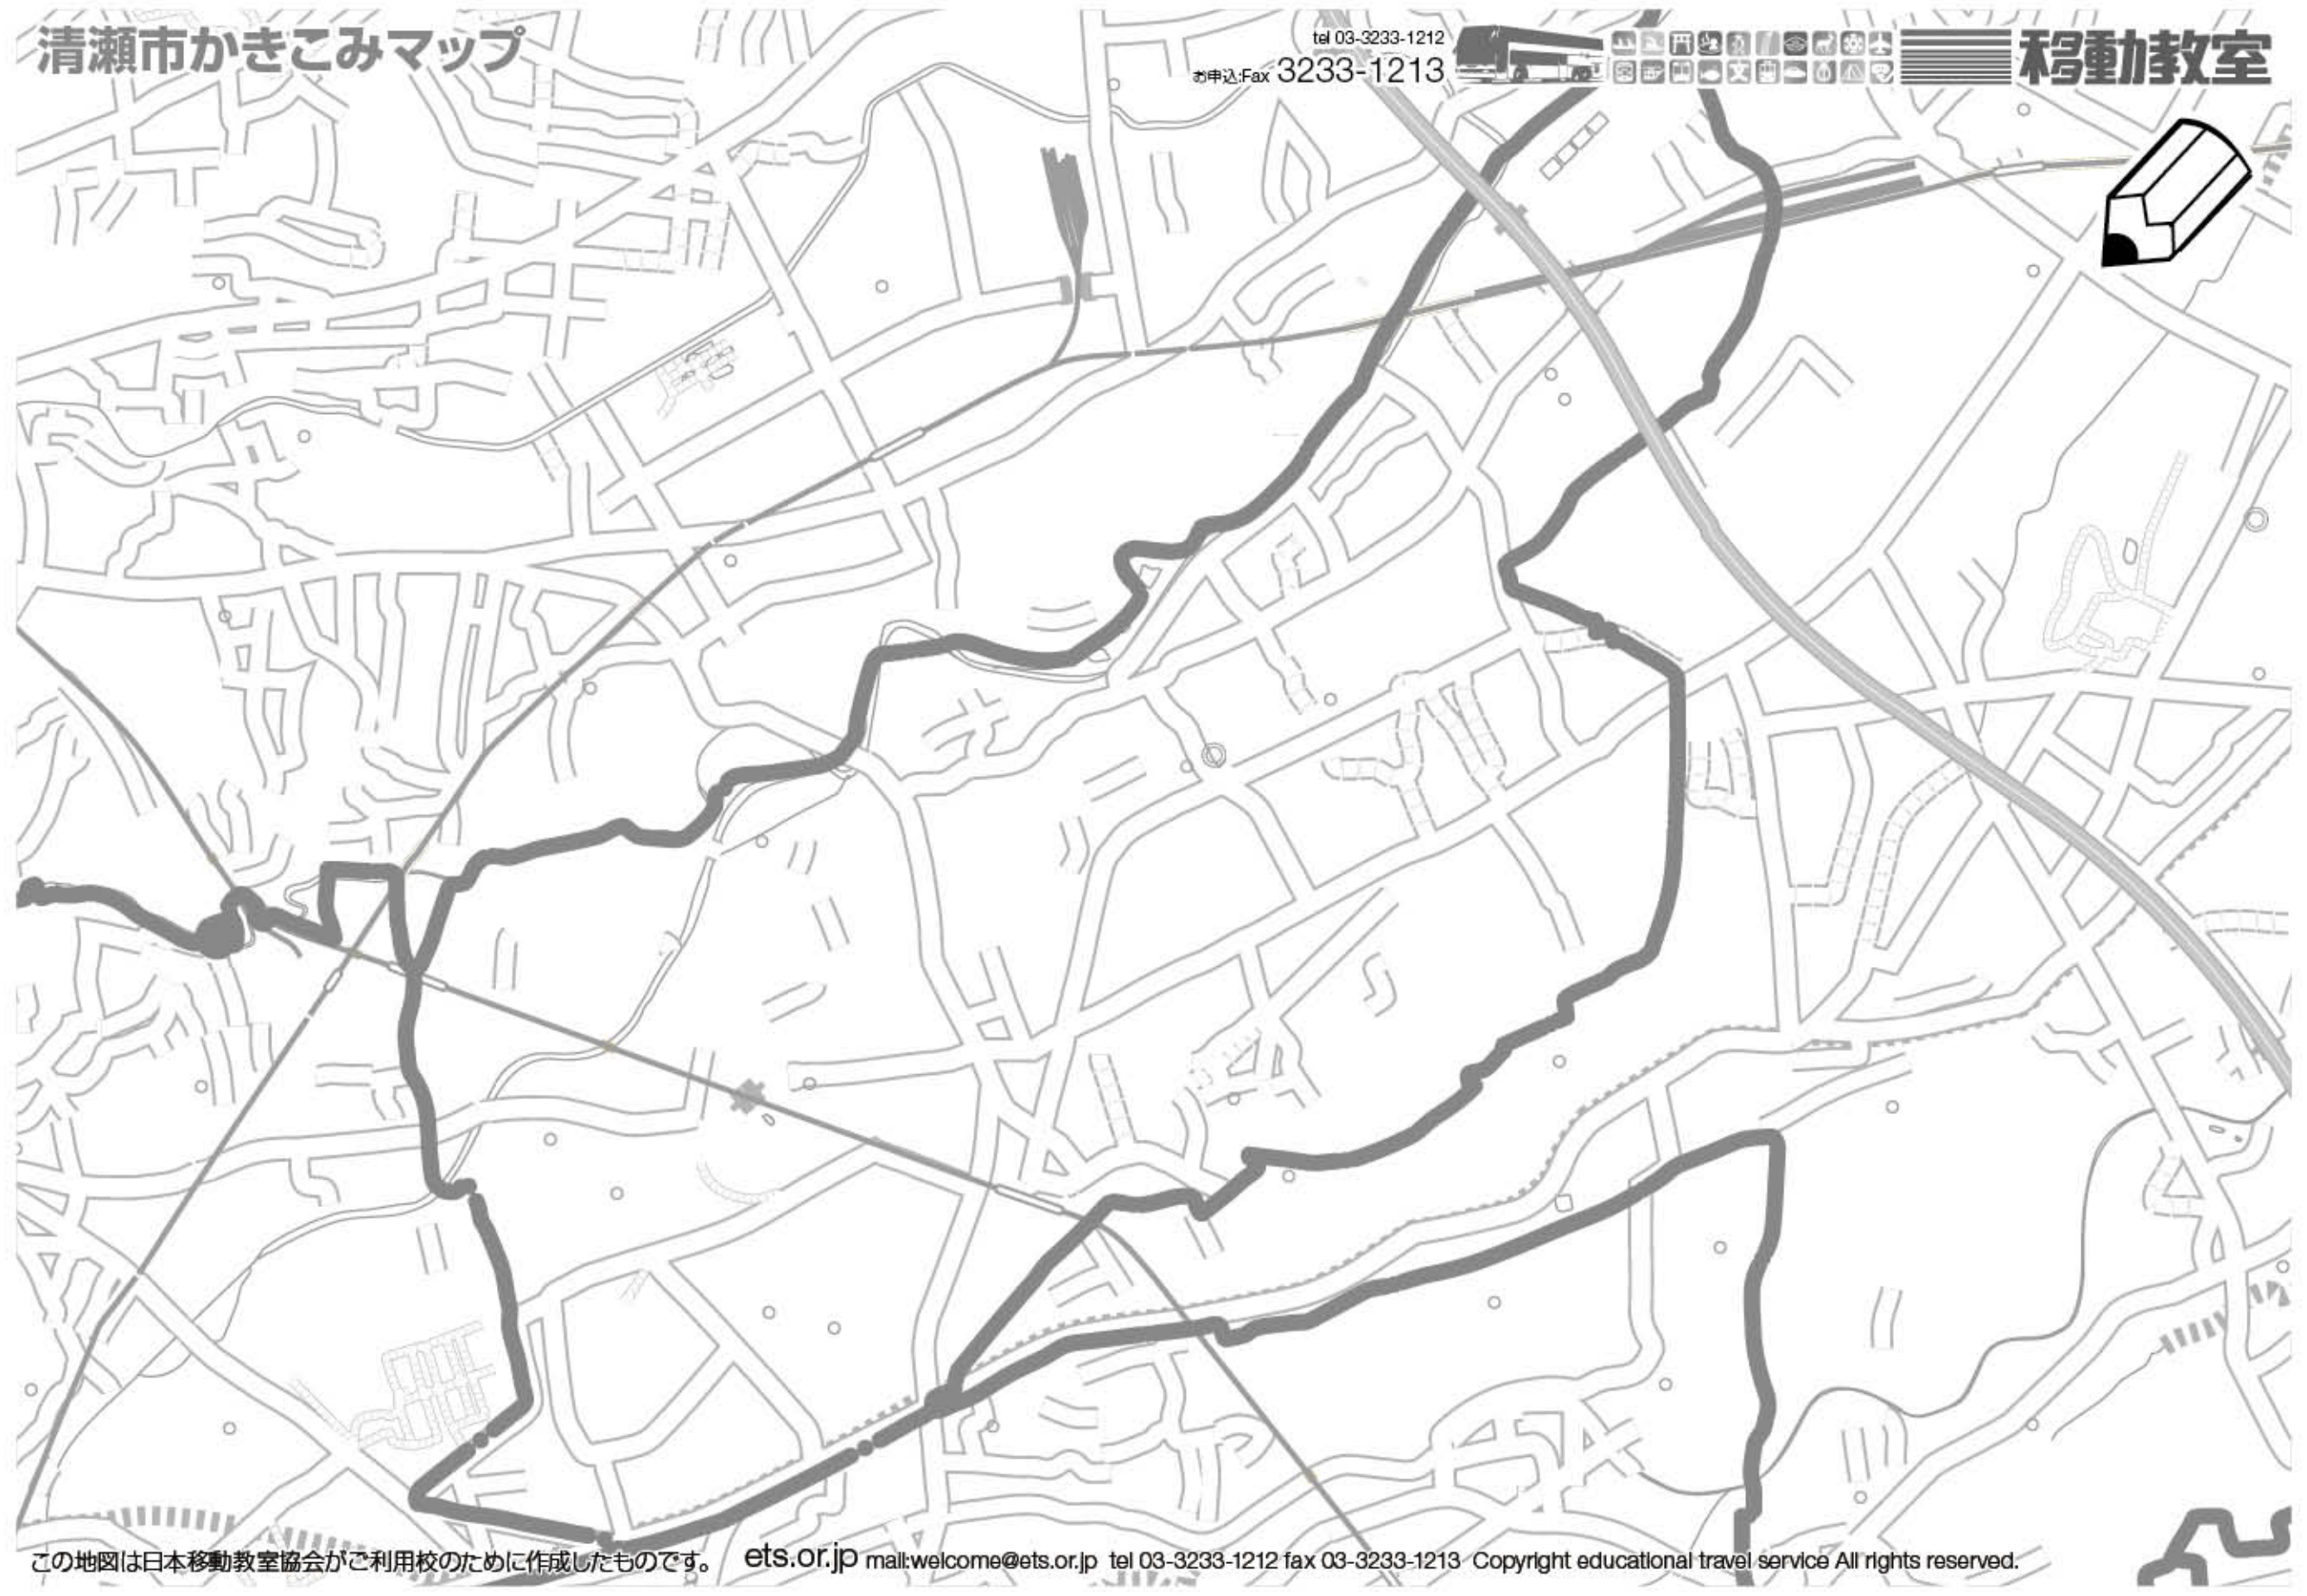 清瀬市かきこみマップ
tel 03-3233-1212
お申込:Fax 3233-1213
移動教室
この地図は日本移動教室協会がご利用校のために作成したものです。 ets.or.jp mail:welcome@ets.or.jp tel 03-3233-1212 fax 03-3233-1213 Copyright educational travel service All rights reserved.